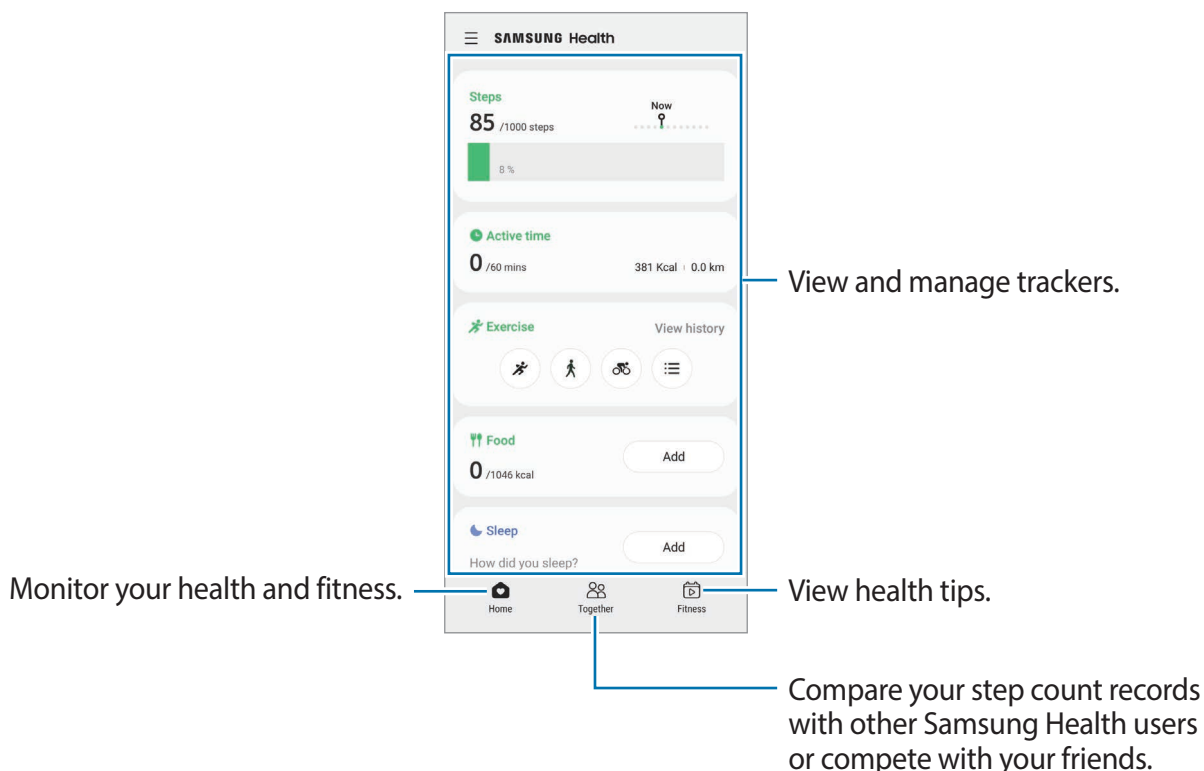 SAMSUNG Health
Steps
85 /1000 steps
Now
8 %
Active time
0 /60 mins
381 Kcal | 0.0 km
View and manage trackers.
Exercise
View history
Food
0 /1046 kcal
Add
Sleep
How did you sleep?
Add
Monitor your health and fitness.
Home
Together
Fitness
View health tips.
Compare your step count records
with other Samsung Health users
or compete with your friends.